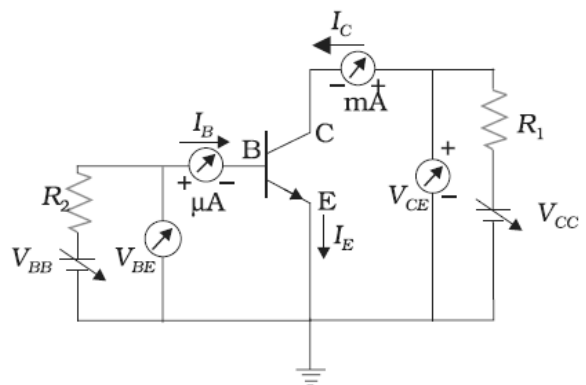 I_C
− +
mA
R_1
I_B
B
C
+ −
μA
R_2
+
V_CE
−
E
V_CC
I_E
V_BB
V_BE